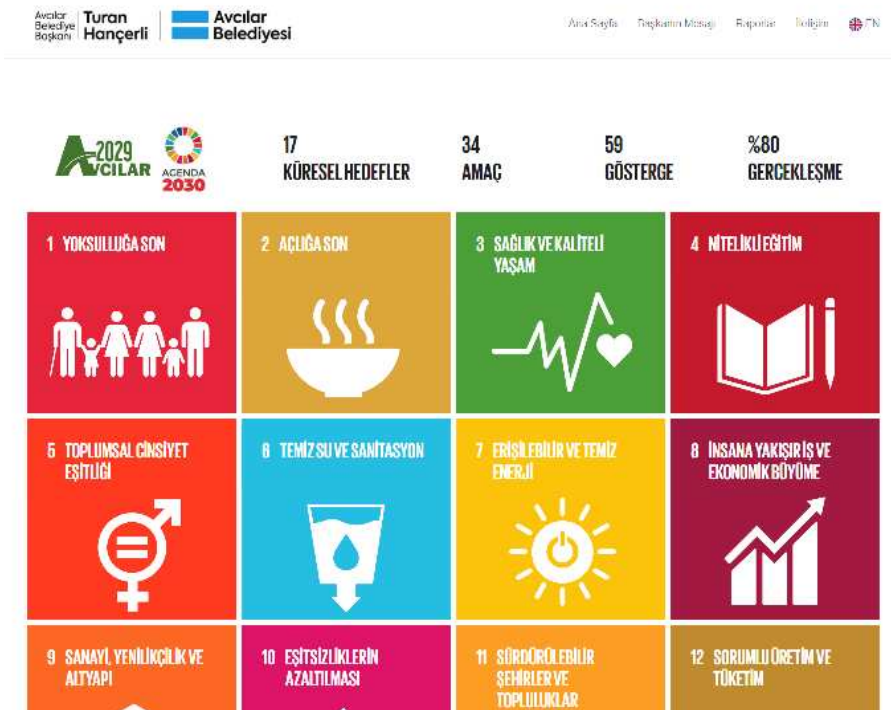 Avcılar
Belediye
Başkanı
Turan
Hançerli
Avcılar
Belediyesi
Ana Sayfa Başkanın Mesajı Raporlar İletişim EN
2029
AVCILAR
AGENDA
2030
17
KÜRESEL HEDEFLER
34
AMAÇ
59
GÖSTERGE
%80
GERCEKLEŞME
1 YOKSULLUĞA SON
2 AÇLIĞA SON
3 SAĞLIK VE KALİTELİ
YAŞAM
4 NİTELİKLİ EĞİTİM
5 TOPLUMSAL CİNSİYET
EŞİTLİĞİ
6 TEMİZ SU VE SANİTASYON
7 ERİŞİLEBİLİR VE TEMİZ
ENERJİ
8 İNSANA YAKIŞIR İŞ VE
EKONOMİK BÜYÜME
9 SANAYİ, YENİLİKÇİLİK VE
ALTYAPI
10 EŞİTSİZLİKLERİN
AZALTILMASI
11 SÜRDÜRÜLEBİLİR
ŞEHİRLER VE
TOPLULUKLAR
12 SORUMLU ÜRETİM VE
TÜKETİM